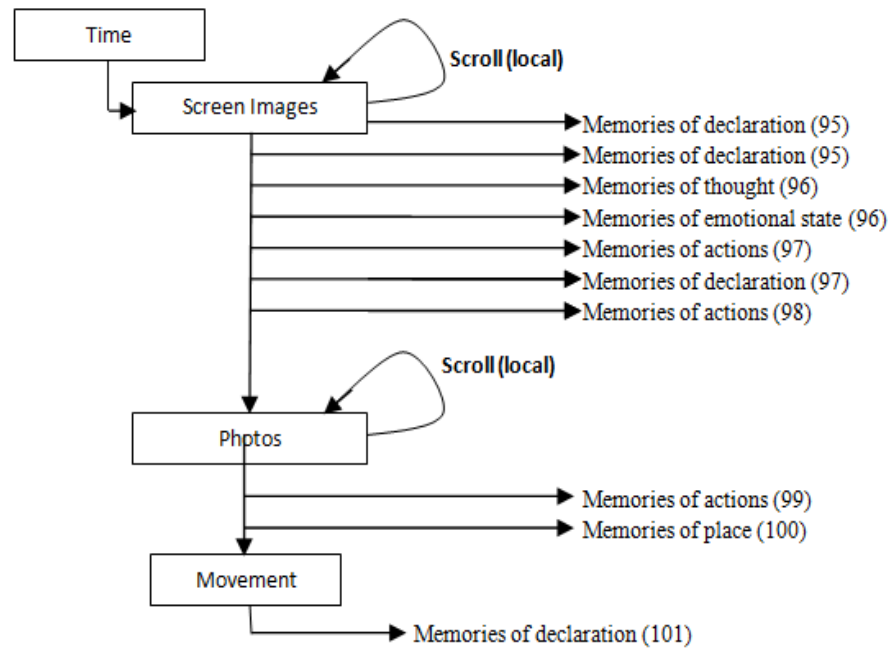 Time
Scroll (local)
Screen Images
Memories of declaration (95)
Memories of declaration (95)
Memories of thought (96)
Memories of emotional state (96)
Memories of actions (97)
Memories of declaration (97)
Memories of actions (98)
Scroll (local)
Photos
Memories of actions (99)
Memories of place (100)
Movement
Memories of declaration (101)